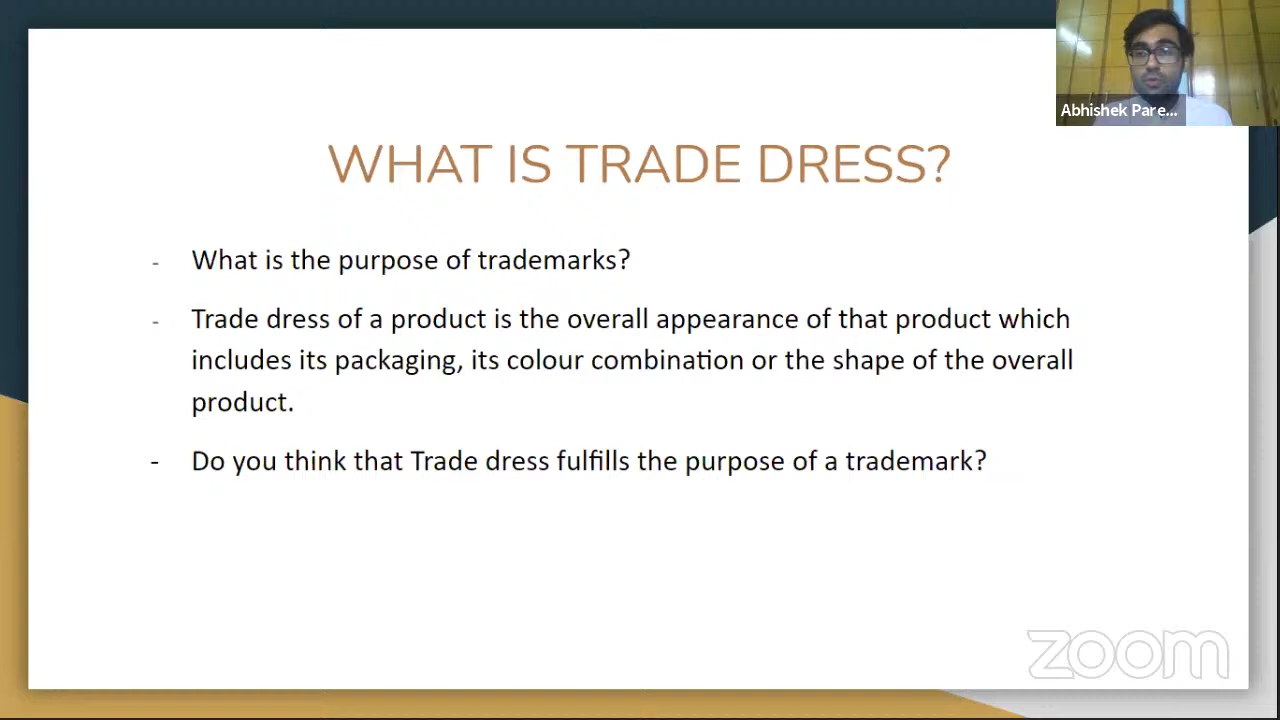 Abhishek Pare...
WHAT IS TRADE DRESS?
- What is the purpose of trademarks?
- Trade dress of a product is the overall appearance of that product which
includes its packaging, its colour combination or the shape of the overall
product.
- Do you think that Trade dress fulfills the purpose of a trademark?
zoom